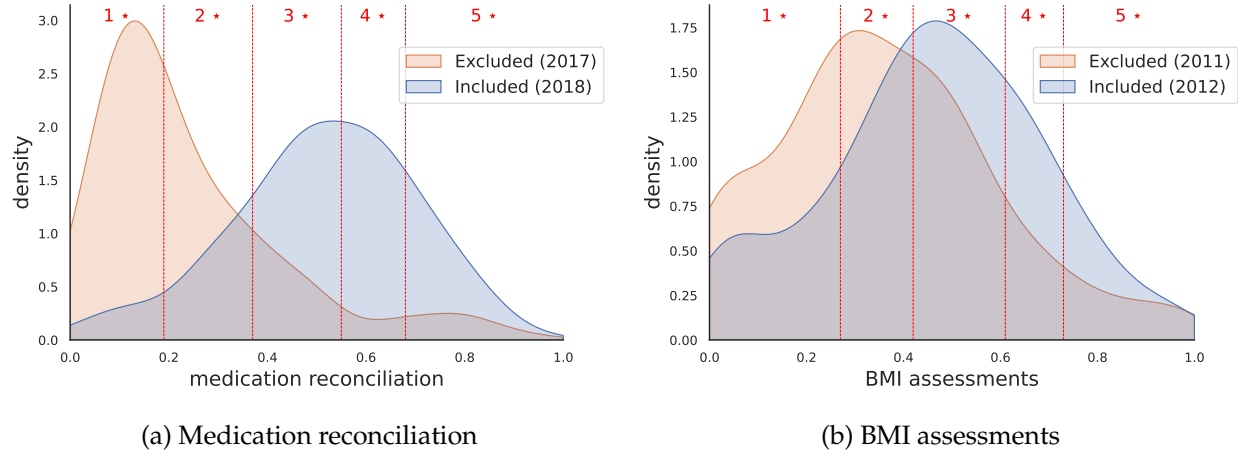 1 ★ 2 ★ 3 ★ 4 ★ 5 ★
3.0
2.5
2.0
1.5
1.0
0.5
0.0
density
Excluded (2017)
Included (2018)
0.0 0.2 0.4 0.6 0.8 1.0
medication reconciliation
(a) Medication reconciliation
1 ★ 2 ★ 3 ★ 4 ★ 5 ★
1.75
1.50
1.25
1.00
0.75
0.50
0.25
0.00
density
Excluded (2011)
Included (2012)
0.0 0.2 0.4 0.6 0.8 1.0
BMI assessments
(b) BMI assessments